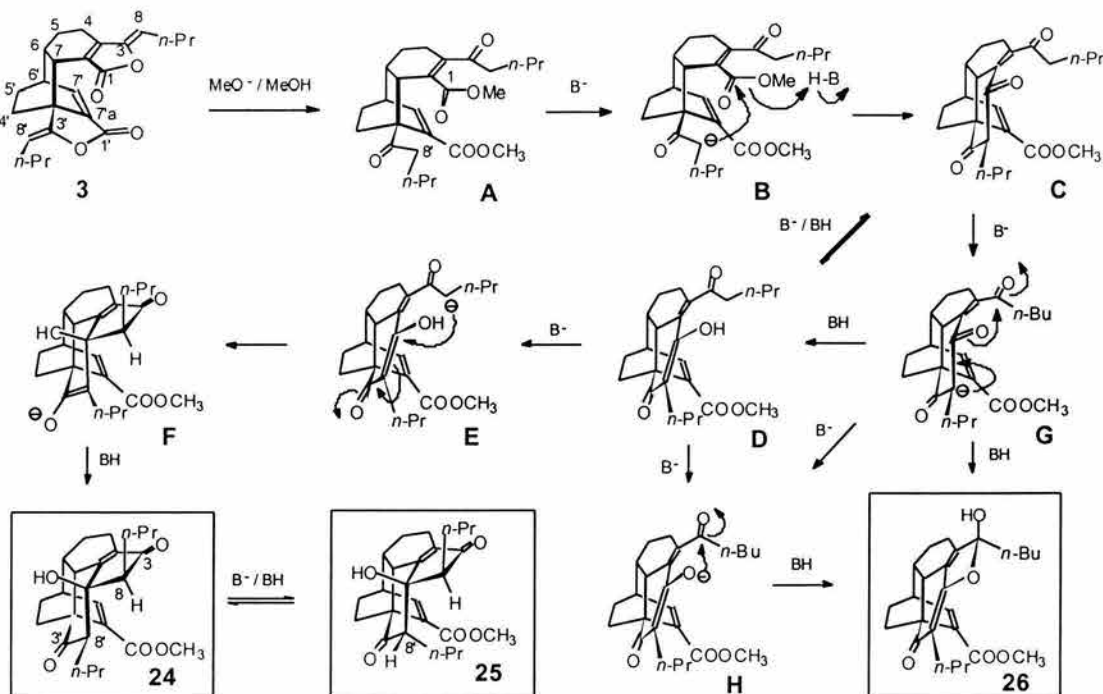 3
4
5
6
7
8
n-Pr
3
O
1
O
5'
6'
7'
7'a
4'
8'
3'
O
1'
O
n-Pr
3
MeO⁻ / MeOH
O
n-Pr
1
OMe
O
O
8'
COOCH3
n-Pr
A
B⁻
O
n-Pr
OMe
H-B
O
O
⊖
COOCH3
n-Pr
B
O
n-Pr
O
O
COOCH3
n-Pr
C
B⁻ / BH
B⁻
n-Pr
O
HO
H
⊖
O
n-Pr
COOCH3
F
O
n-Pr
⊖
OH
O
n-Pr
COOCH3
E
B⁻
O
n-Pr
OH
O
n-Pr
COOCH3
D
BH
O
n-Bu
O
O
⊖
COOCH3
n-Pr
G
BH
B⁻
B⁻
BH
n-Pr
O
3
HO
8
H
3'
O
8'
COOCH3
n-Pr
24
B⁻ / BH
n-Pr
O
HO
H
O
H
8'
COOCH3
n-Pr
25
O
n-Bu
O
⊖
O
n-Pr
COOCH3
H
BH
HO
n-Bu
O
O
n-Pr
COOCH3
26